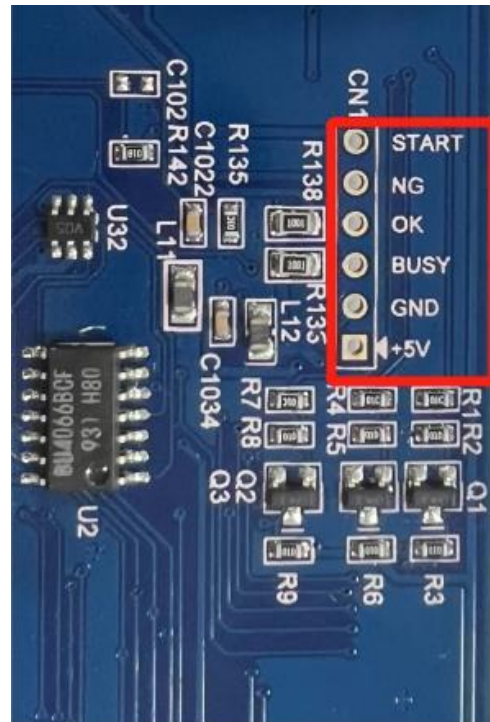 CN1
START
NG
OK
BUSY
GND
+5V
C102
R142
C1022
R135
R138
R135
U32
L11
L12
C1034
BU4066BCF
931 H80
U2
R7
R8
R4
R5
R1
R2
Q3
Q2
Q1
R9
R6
R3